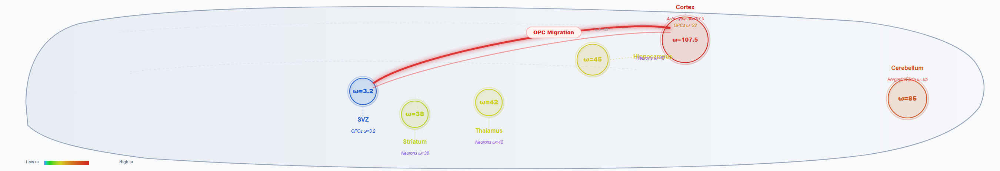 Cortex
Astrocytes ω=107.5
OPCs ω=22
ω=107.5
OPC Migration
ω=45
Hippocampus
Neurons ω=45
Cerebellum
Bergmann Glia ω=85
ω=85
ω=3.2
SVZ
OPCs ω=3.2
ω=38
Striatum
Neurons ω=38
ω=42
Thalamus
Neurons ω=42
Low ω
High ω